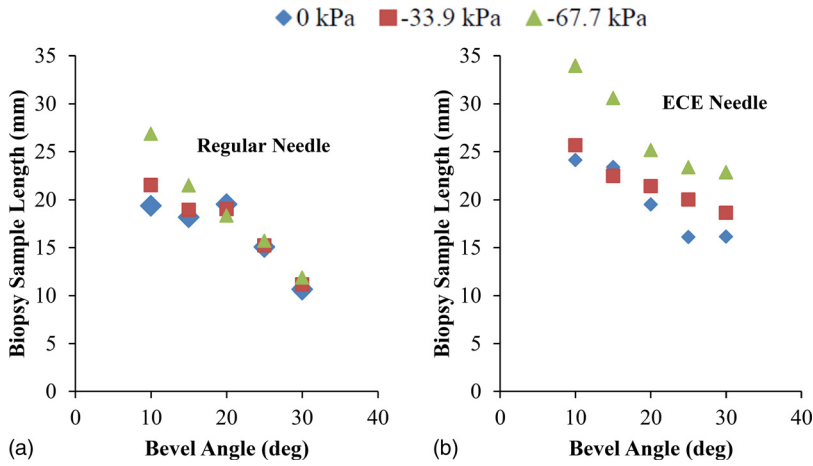 0 kPa -33.9 kPa -67.7 kPa
35
30
25
20
15
10
5
0
0 10 20 30 40
Biopsy Sample Length (mm)
Regular Needle
Bevel Angle (deg)
(a)
35
30
25
20
15
10
5
0
0 10 20 30 40
Biopsy Sample Length (mm)
ECE Needle
Bevel Angle (deg)
(b)